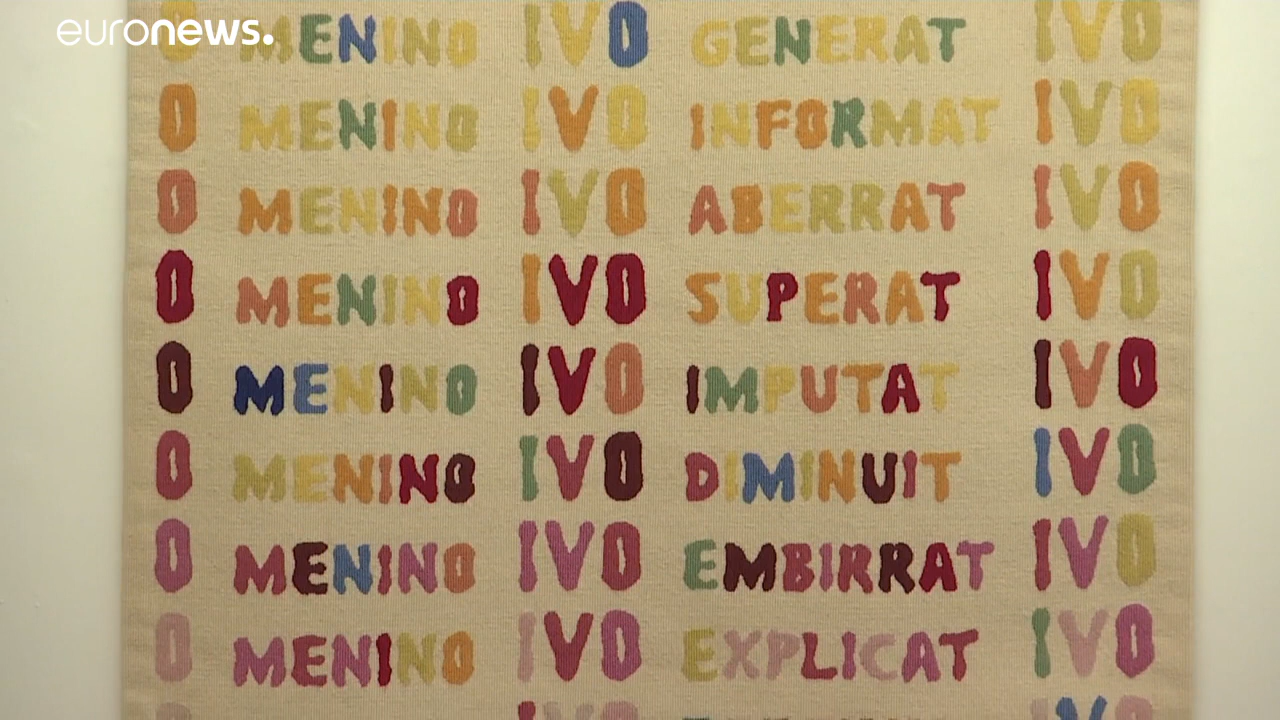 euronews.
O MENINO IVO GENERAT IVO
O MENINO IVO INFORMAT IVO
O MENINO IVO ABERRAT IVO
O MENINO IVO SUPERAT IVO
O MENINO IVO IMPUTAT IVO
O MENINO IVO DIMINUIT IVO
O MENINO IVO EMBIRRAT IVO
O MENINO IVO EXPLICAT IVO